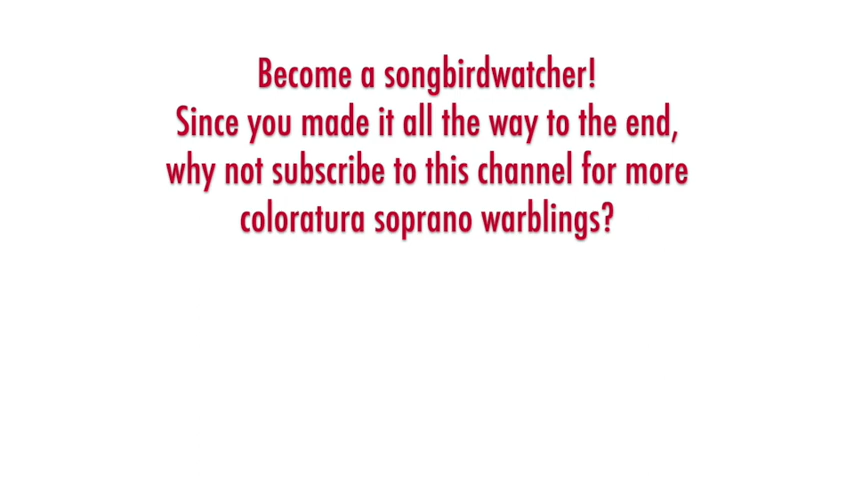 Become a songbirdwatcher!
Since you made it all the way to the end,
why not subscribe to this channel for more
coloratura soprano warblings?